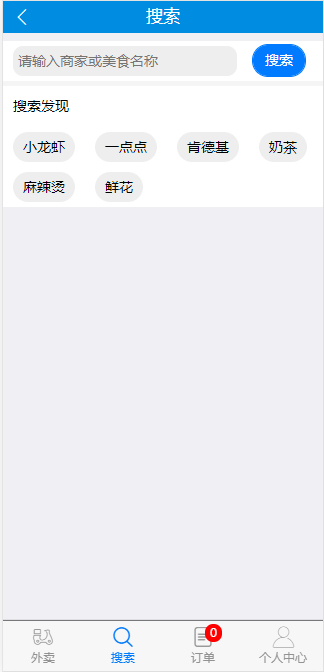 搜索
请输入商家或美食名称 搜索
搜索发现
小龙虾 一点点 肯德基 奶茶
麻辣烫 鲜花
0
外卖 搜索 订单 个人中心